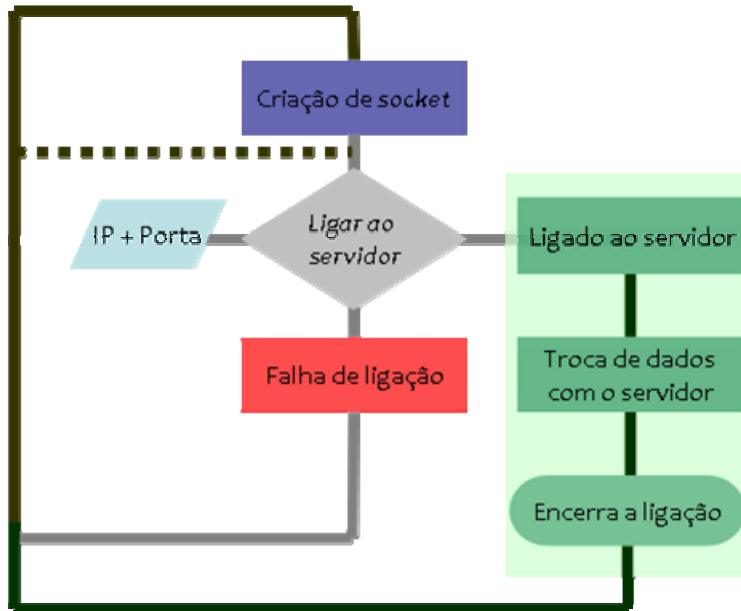 Criação de socket
IP + Porta
Ligar ao
servidor
Ligado ao servidor
Falha de ligação
Troca de dados
com o servidor
Encerra a ligação